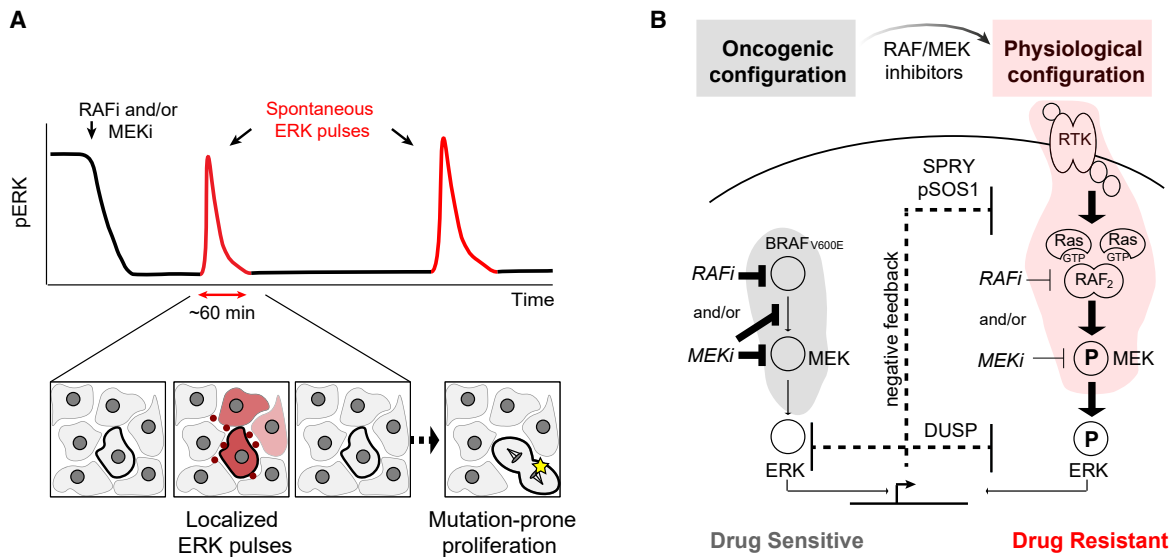 A
RAFi and/or
MEKi
Spontaneous
ERK pulses
pERK
Time
~60 min
Localized
ERK pulses
Mutation-prone
proliferation
B
Oncogenic
configuration
RAF/MEK
inhibitors
Physiological
configuration
RTK
SPRY
pSOS1
BRAFV600E
Ras
Ras
GTP
GTP
RAFi
RAFi
RAF2
and/or
and/or
MEKi
MEK
MEKi
P
MEK
negative feedback
DUSP
P
ERK
ERK
Drug Sensitive
Drug Resistant